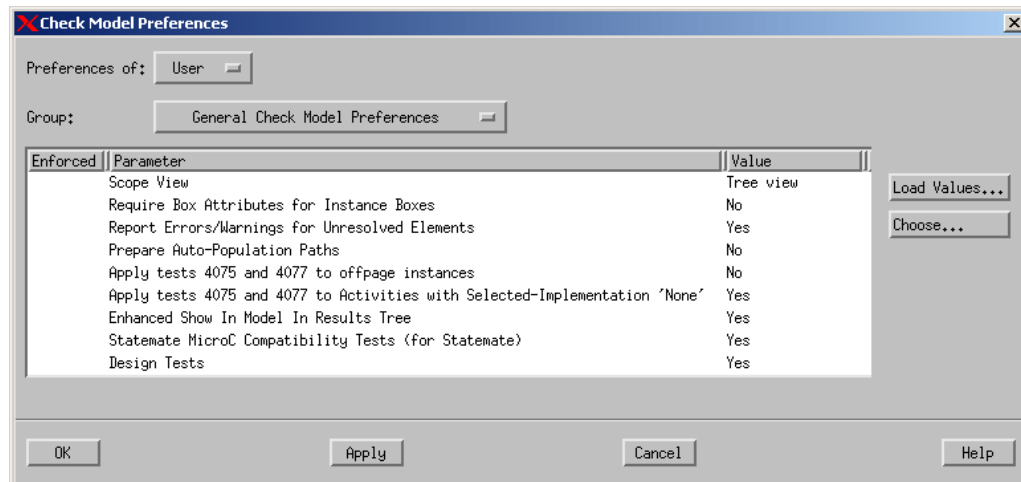 Check Model Preferences
Preferences of: User
Group: General Check Model Preferences
Enforced Parameter Value
Scope View Tree view
Require Box Attributes for Instance Boxes No
Report Errors/Warnings for Unresolved Elements Yes
Prepare Auto-Population Paths No
Apply tests 4075 and 4077 to offpage instances No
Apply tests 4075 and 4077 to Activities with Selected-Implementation 'None' Yes
Enhanced Show In Model In Results Tree Yes
Statemate MicroC Compatibility Tests (for Statemate) Yes
Design Tests Yes
Load Values...
Choose...
OK Apply Cancel Help